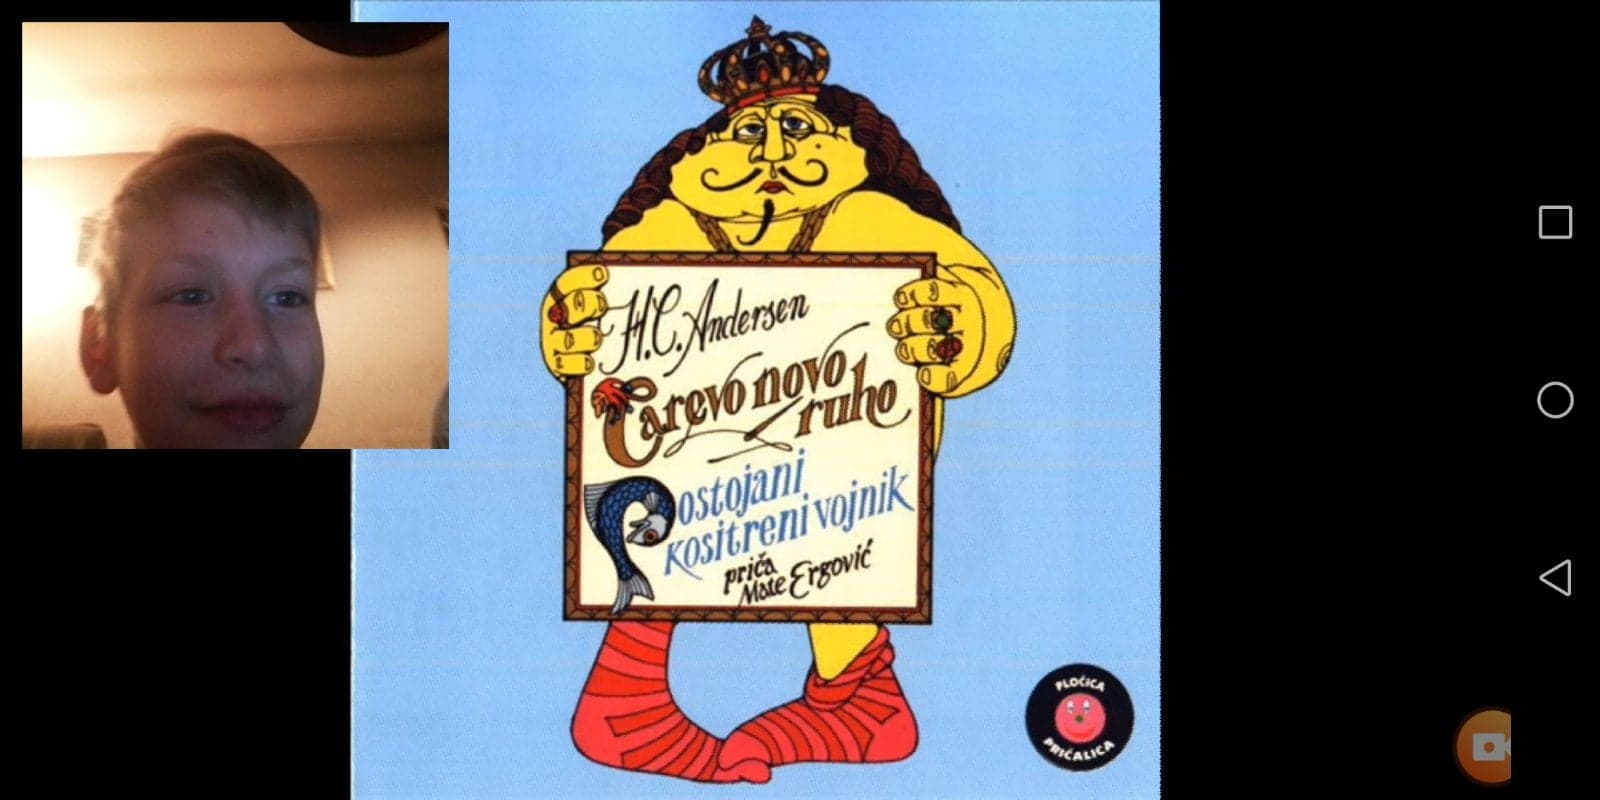 H.C. Andersen
Carevo novo
ruho
Postojani
kositreni vojnik
priča
Mate Ergović
PLOČICA
PRIČALICA